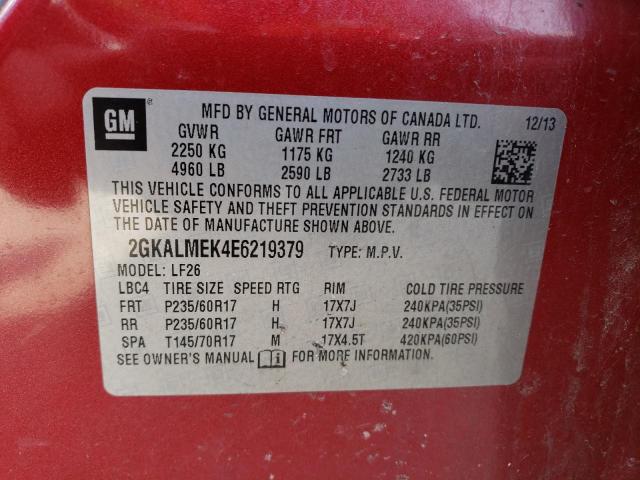 GM ®
MFD BY GENERAL MOTORS OF CANADA LTD. 12/13
GVWR GAWR FRT GAWR RR
2250 KG 1175 KG 1240 KG
4960 LB 2590 LB 2733 LB
THIS VEHICLE CONFORMS TO ALL APPLICABLE U.S. FEDERAL MOTOR
VEHICLE SAFETY AND THEFT PREVENTION STANDARDS IN EFFECT ON
THE DATE OF MANUFACTURE SHOWN ABOVE.
2GKALMEK4E6219379 TYPE: M.P.V.
MODEL: LF26
LBC4 TIRE SIZE SPEED RTG RIM COLD TIRE PRESSURE
FRT P235/60R17 H 17X7J 240KPA(35PSI)
RR P235/60R17 H 17X7J 240KPA(35PSI)
SPA T145/70R17 M 17X4.5T 420KPA(60PSI)
SEE OWNER'S MANUAL FOR MORE INFORMATION.